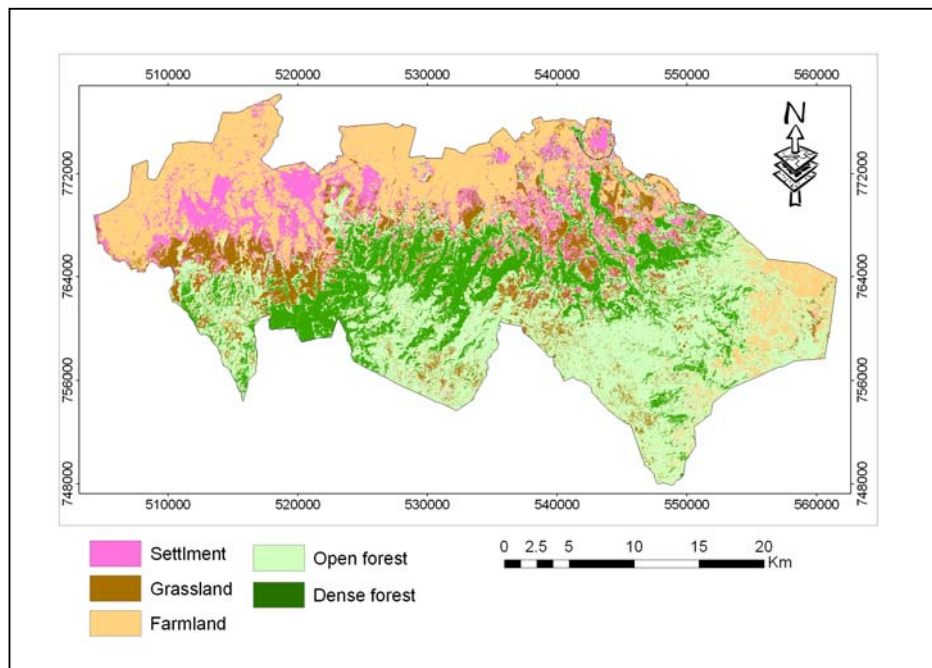 510000 520000 530000 540000 550000 560000
N
772000 772000
764000 764000
756000 756000
748000 748000
510000 520000 530000 540000 550000 560000
Settlment
Grassland
Farmland
Open forest
Dense forest
0 2.5 5 10 15 20
Km